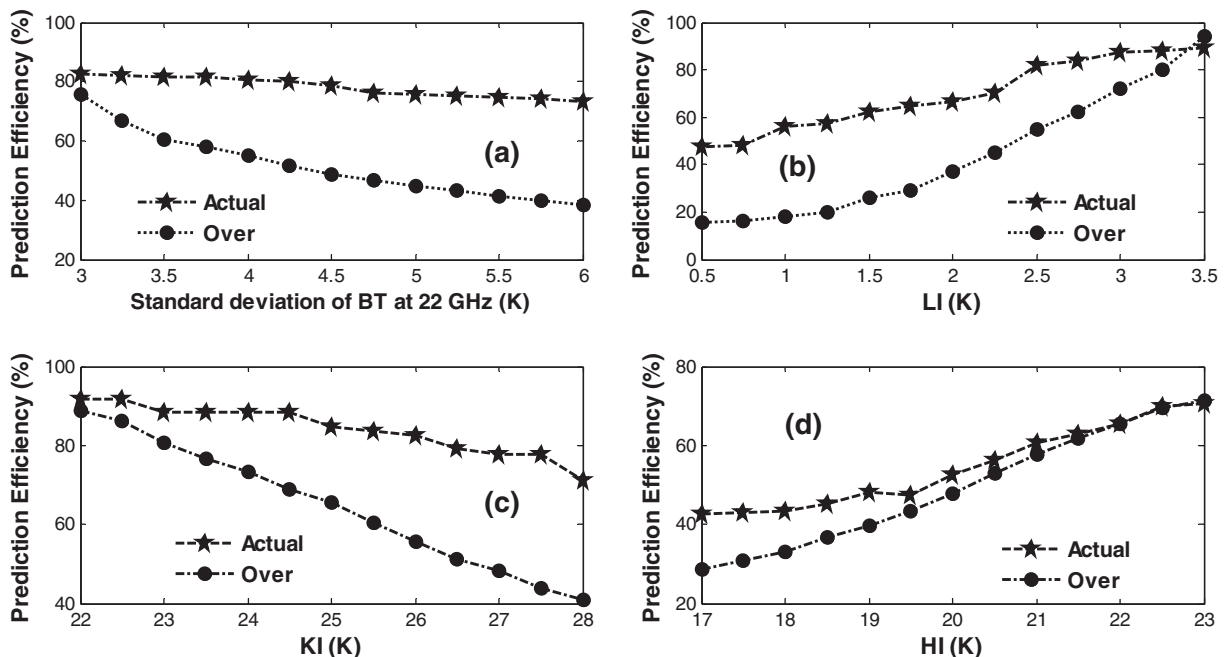 Prediction Efficiency (%)
100
80
60
40
20
(a)
Actual
Over
3
3.5
4
4.5
5
5.5
6
Standard deviation of BT at 22 GHz (K)
Prediction Efficiency (%)
100
80
60
40
20
0
(b)
Actual
Over
0.5
1
1.5
2
2.5
3
3.5
LI (K)
Prediction Efficiency (%)
100
80
60
40
(c)
Actual
Over
22
23
24
25
26
27
28
KI (K)
Prediction Efficiency (%)
80
60
40
20
(d)
Actual
Over
17
18
19
20
21
22
23
HI (K)